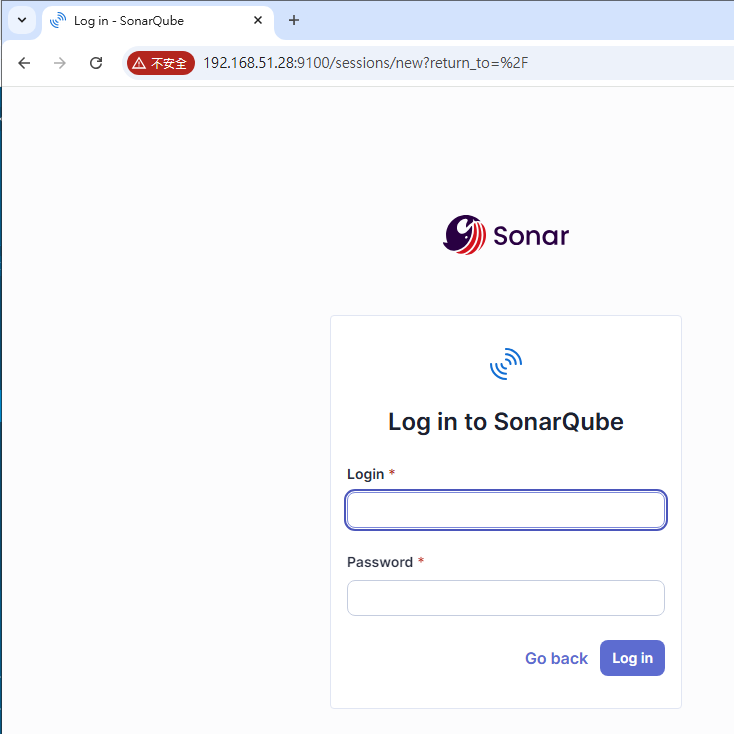 Log in - SonarQube
不安全 192.168.51.28:9100/sessions/new?return_to=%2F
Sonar
Log in to SonarQube
Login *
Password *
Go back Log in